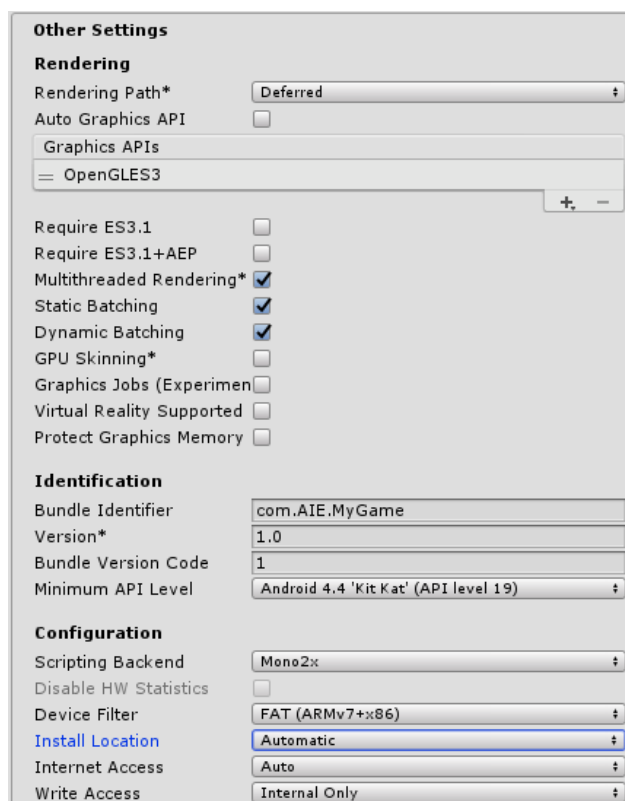 Other Settings
Rendering
Rendering Path* Deferred
Auto Graphics API
Graphics APIs
OpenGLES3
Require ES3.1
Require ES3.1+AEP
Multithreaded Rendering*
Static Batching
Dynamic Batching
GPU Skinning*
Graphics Jobs (Experimen
Virtual Reality Supported
Protect Graphics Memory
Identification
Bundle Identifier com.AIE.MyGame
Version* 1.0
Bundle Version Code 1
Minimum API Level Android 4.4 'Kit Kat' (API level 19)
Configuration
Scripting Backend Mono2x
Disable HW Statistics
Device Filter FAT (ARMv7+x86)
Install Location Automatic
Internet Access Auto
Write Access Internal Only